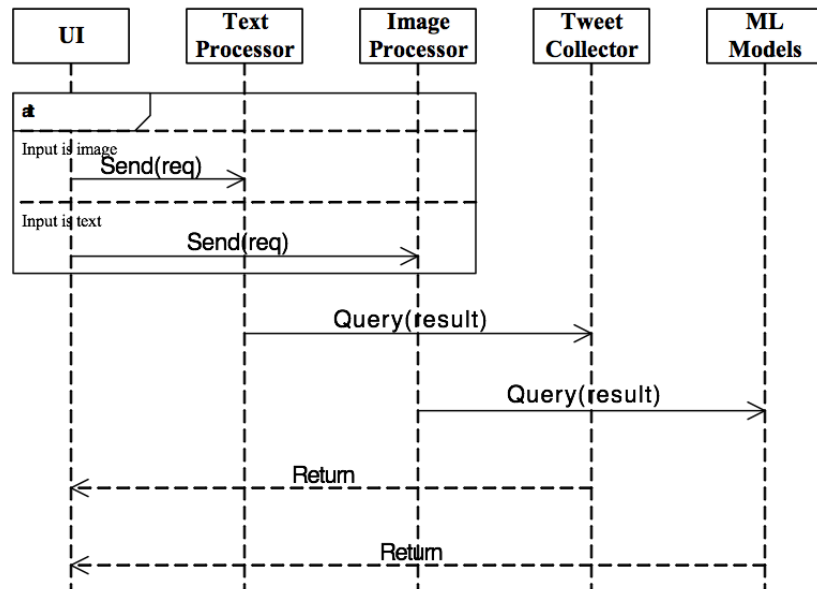 UI
Text
Processor
Image
Processor
Tweet
Collector
ML
Models
alt
Input is image
Send(req)
Input is text
Send(req)
Query(result)
Query(result)
Return
Return